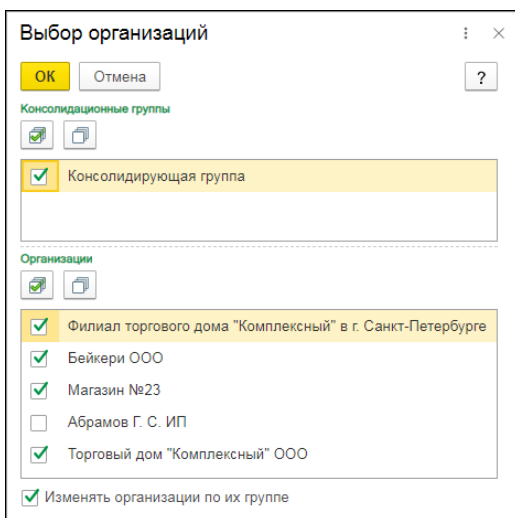 Выбор организаций
ОК Отмена ?
Консолидационные группы
Консолидирующая группа
Организации
Филиал торгового дома "Комплексный" в г. Санкт-Петербурге
Бейкери ООО
Магазин №23
Абрамов Г. С. ИП
Торговый дом "Комплексный" ООО
Изменять организации по их группе